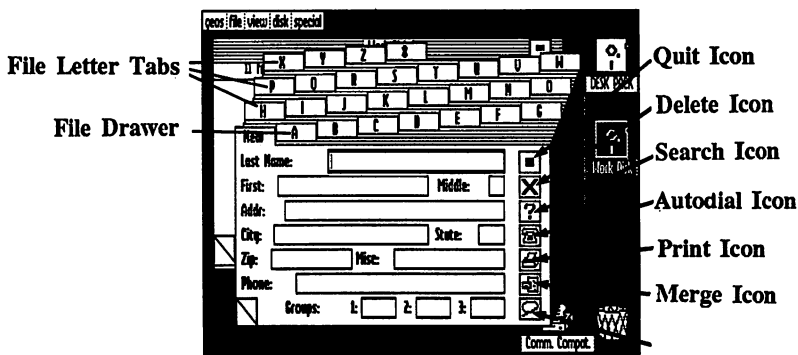 geos file view disk special
X Y Z &
P Q R S T U V W
H I J K L M N O
A B C D E F G
File Letter Tabs
File Drawer
New
Last Name:
First: Middle:
Addr:
City: State:
Zip: Misc:
Phone:
Groups: 1: 2: 3:
?
Work Disk
Comm. Compat.
Quit Icon
Delete Icon
Search Icon
Autodial Icon
Print Icon
Merge Icon